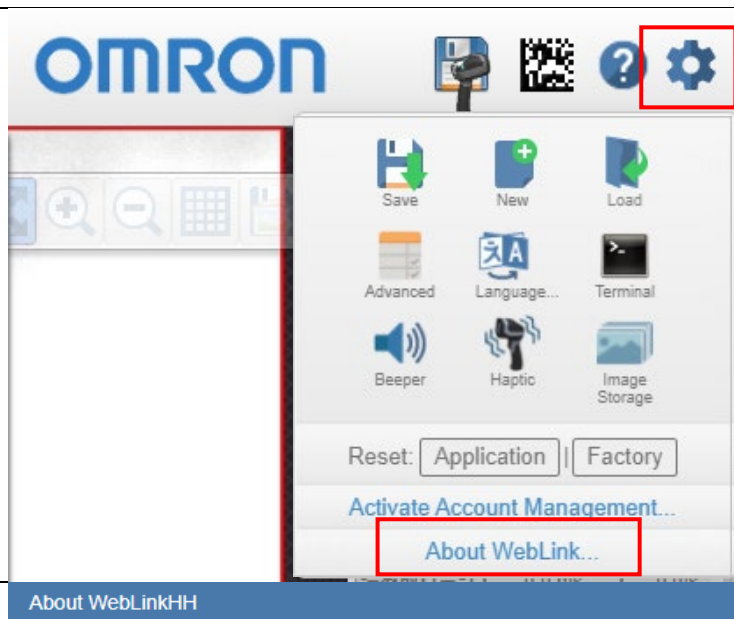 OMRON
Save New Load
Advanced Language... Terminal
Beeper Haptic Image
Storage
Reset: Application | Factory
Activate Account Management...
About WebLink...
About WebLinkHH